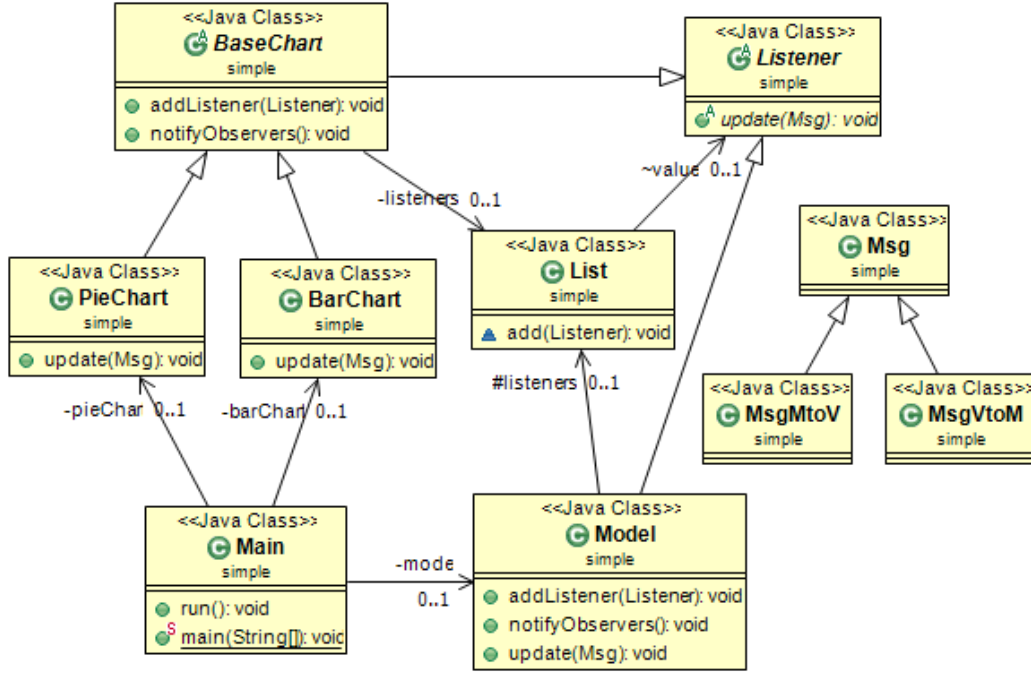 <<Java Class>>
BaseChart
simple
addListener(Listener): void
notifyObservers(): void
<<Java Class>>
Listener
simple
update(Msg): void
-listeners 0..1
~value 0..1
<<Java Class>>
PieChart
simple
update(Msg): void
<<Java Class>>
BarChart
simple
update(Msg): void
<<Java Class>>
List
simple
add(Listener): void
<<Java Class>>
Msg
simple
-pieChar 0..1
-barChart 0..1
#listeners 0..1
<<Java Class>>
MsgMtoV
simple
<<Java Class>>
MsgVtoM
simple
<<Java Class>>
Main
simple
run(): void
main(String[]): void
-mode
0..1
<<Java Class>>
Model
simple
addListener(Listener): void
notifyObservers(): void
update(Msg): void